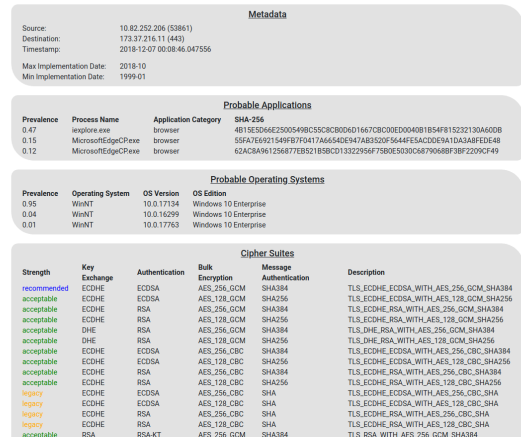 Metadata
Source: 10.82.252.206 (53861)
Destination: 173.37.216.11 (443)
Timestamp: 2018-12-07 00:08:46.047556
Max Implementation Date: 2018-10
Min Implementation Date: 1999-01
Probable Applications
Prevalence Process Name Application Category SHA-256
0.47 iexplore.exe browser 4B15E5D66E2500549BC55C8CB0D6D1667CBC00ED0040B1B54F815232130A60DB
0.15 MicrosoftEdgeCP.exe browser 55FA7E6921549FB7F0417A6654DE947AB3520F5644FE5ACDDE9A1DA3A8FEDE48
0.12 MicrosoftEdgeCP.exe browser 62AC8A961256877EB521B5BCD13322956F75B0E5030C6879068BF3BF2209CF49
Probable Operating Systems
Prevalence Operating System OS Version OS Edition
0.95 WinNT 10.0.17134 Windows 10 Enterprise
0.04 WinNT 10.0.16299 Windows 10 Enterprise
0.01 WinNT 10.0.17763 Windows 10 Enterprise
Cipher Suites
Strength Key Exchange Authentication Bulk Encryption Message Authentication Description
recommended ECDHE ECDSA AES_256_GCM SHA384 TLS_ECDHE_ECDSA_WITH_AES_256_GCM_SHA384
acceptable ECDHE ECDSA AES_128_GCM SHA256 TLS_ECDHE_ECDSA_WITH_AES_128_GCM_SHA256
acceptable ECDHE RSA AES_256_GCM SHA384 TLS_ECDHE_RSA_WITH_AES_256_GCM_SHA384
acceptable ECDHE RSA AES_128_GCM SHA256 TLS_ECDHE_RSA_WITH_AES_128_GCM_SHA256
acceptable DHE RSA AES_256_GCM SHA384 TLS_DHE_RSA_WITH_AES_256_GCM_SHA384
acceptable DHE RSA AES_128_GCM SHA256 TLS_DHE_RSA_WITH_AES_128_GCM_SHA256
acceptable ECDHE ECDSA AES_256_CBC SHA384 TLS_ECDHE_ECDSA_WITH_AES_256_CBC_SHA384
acceptable ECDHE ECDSA AES_128_CBC SHA256 TLS_ECDHE_ECDSA_WITH_AES_128_CBC_SHA256
acceptable ECDHE RSA AES_256_CBC SHA384 TLS_ECDHE_RSA_WITH_AES_256_CBC_SHA384
acceptable ECDHE RSA AES_128_CBC SHA256 TLS_ECDHE_RSA_WITH_AES_128_CBC_SHA256
legacy ECDHE ECDSA AES_256_CBC SHA TLS_ECDHE_ECDSA_WITH_AES_256_CBC_SHA
legacy ECDHE ECDSA AES_128_CBC SHA TLS_ECDHE_ECDSA_WITH_AES_128_CBC_SHA
legacy ECDHE RSA AES_256_CBC SHA TLS_ECDHE_RSA_WITH_AES_256_CBC_SHA
legacy ECDHE RSA AES_128_CBC SHA TLS_ECDHE_RSA_WITH_AES_128_CBC_SHA
acceptable RSA RSA-KT AES_256_GCM SHA384 TLS_RSA_WITH_AES_256_GCM_SHA384